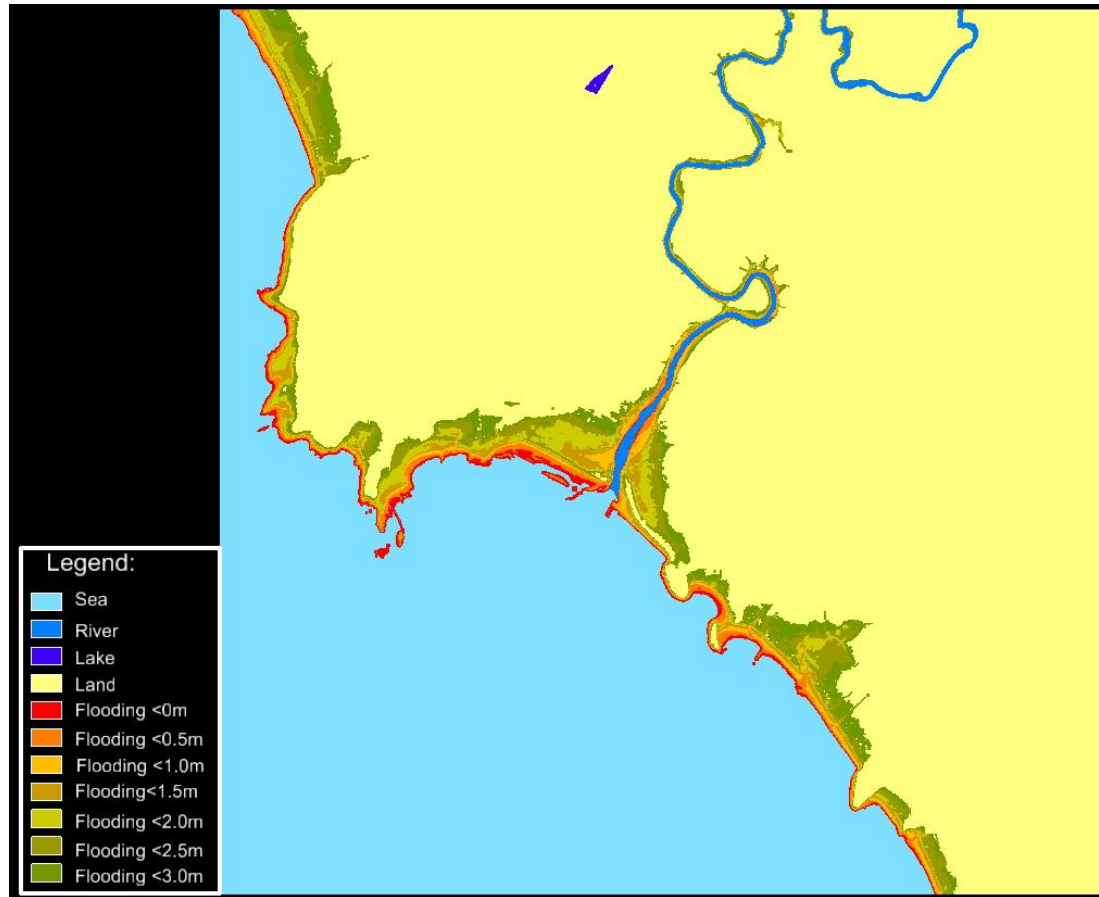 Legend:
Sea
River
Lake
Land
Flooding <0m
Flooding <0.5m
Flooding <1.0m
Flooding<1.5m
Flooding <2.0m
Flooding <2.5m
Flooding <3.0m